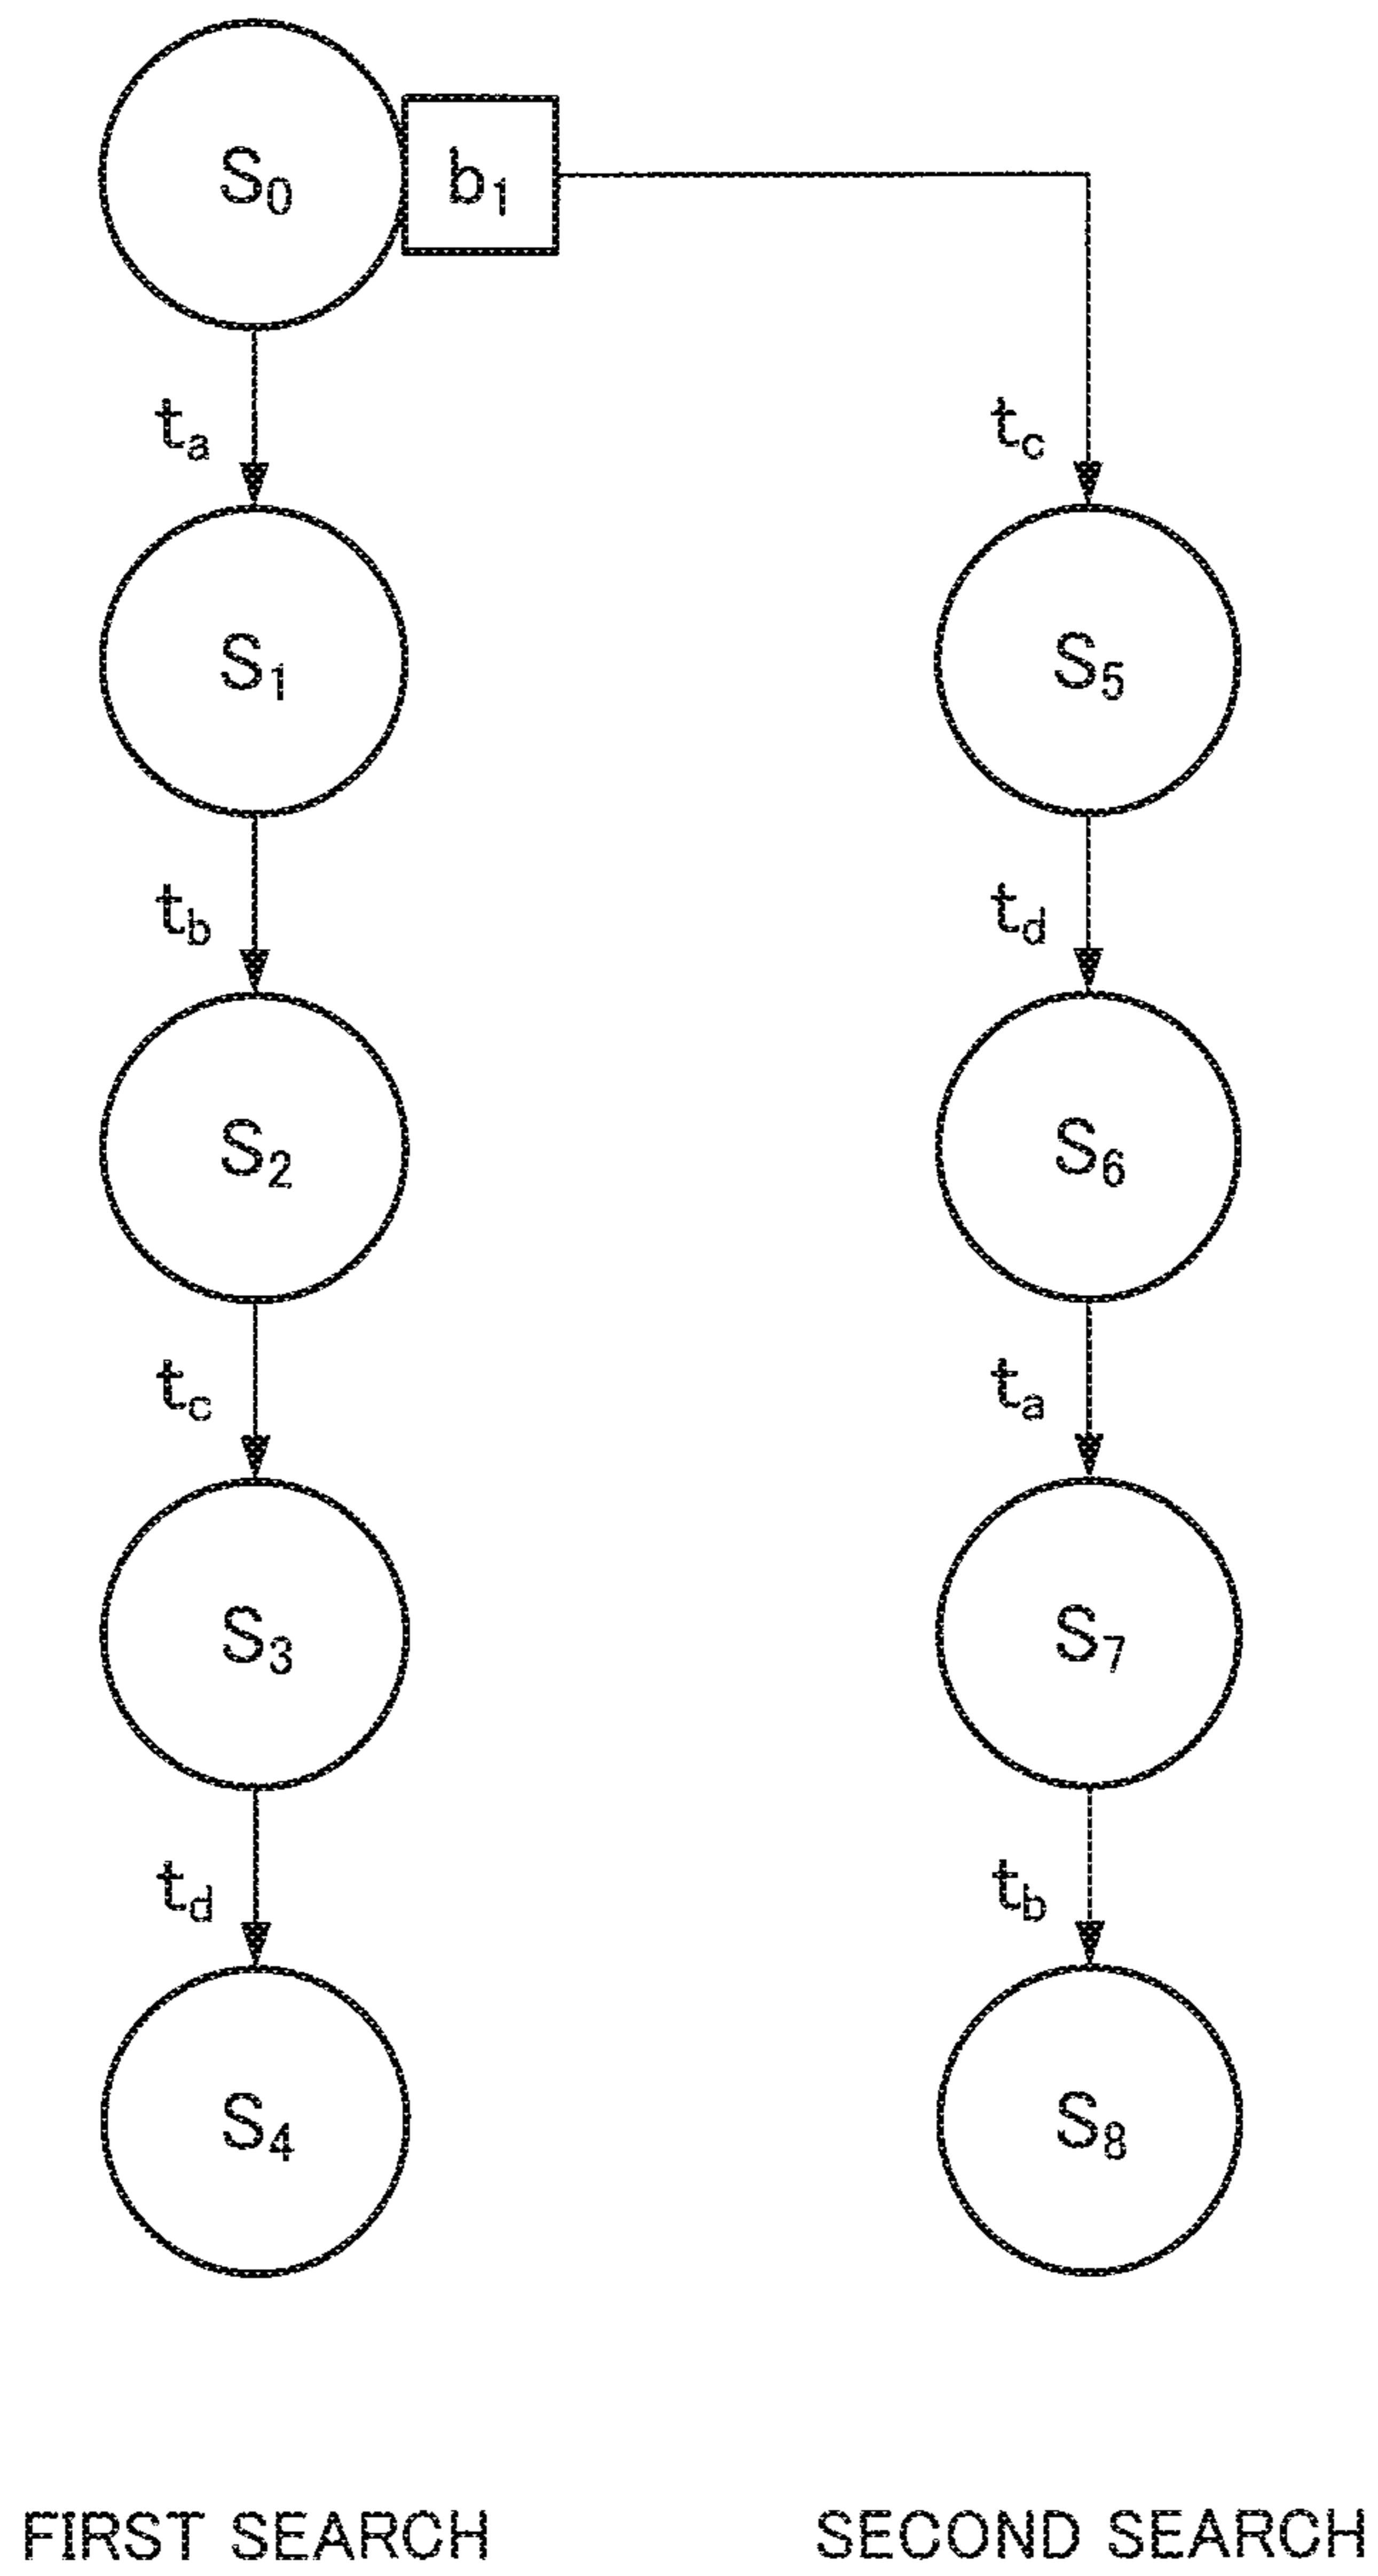 S0 b1
ta tc
S1 S5
tb td
S2 S6
tc ta
S3 S7
td tb
S4 S8
FIRST SEARCH SECOND SEARCH